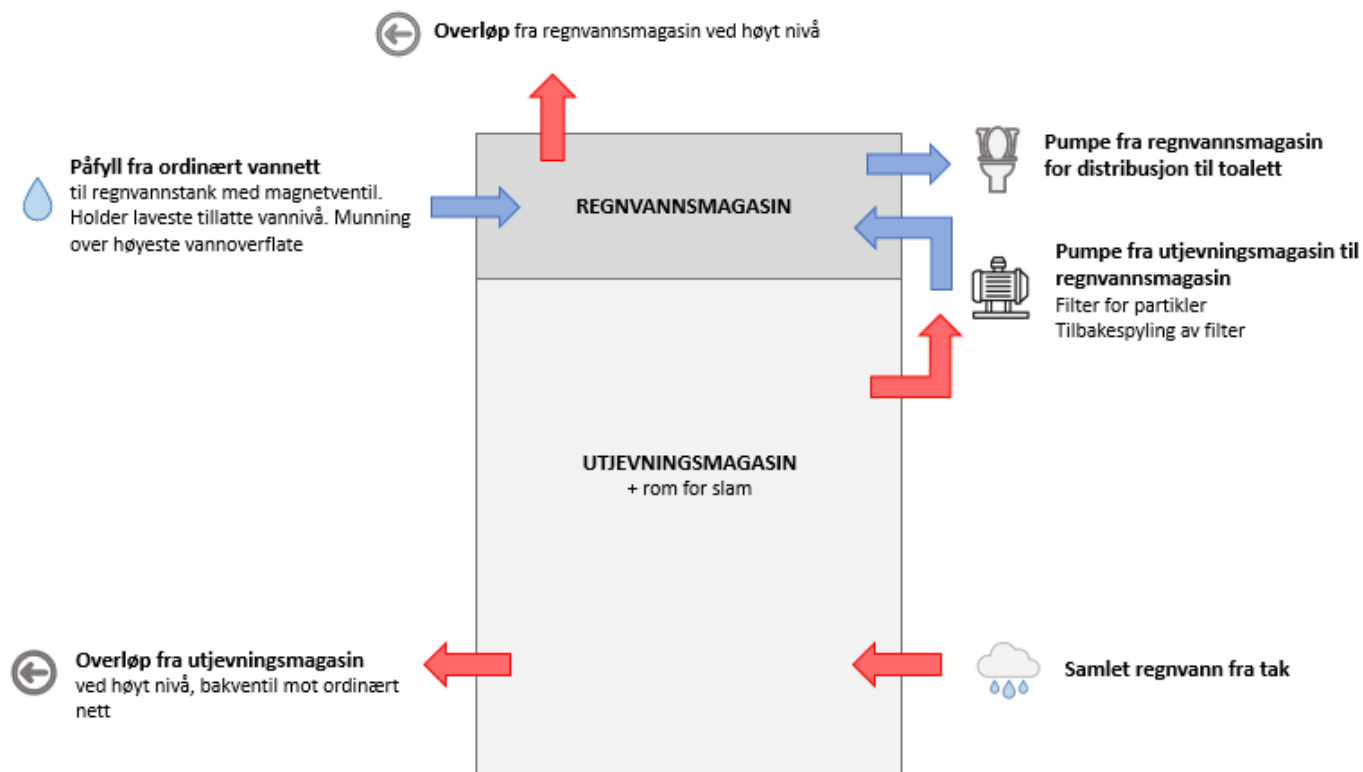 Overløp fra regnvannsmagasin ved høyt nivå
Påfyll fra ordinært vannett
til regnvannstank med magnetventil.
Holder laveste tillatte vannivå. Munning
over høyeste vannoverflate
REGNVANNSMAGASIN
Pumpe fra regnvannsmagasin
for distribusjon til toalett
Pumpe fra utjevningsmagasin til
regnvannsmagasin
Filter for partikler
Tilbakespyling av filter
UTJEVNINGSMAGASIN
+ rom for slam
Overløp fra utjevningsmagasin
ved høyt nivå, bakventil mot ordinært
nett
Samlet regnvann fra tak